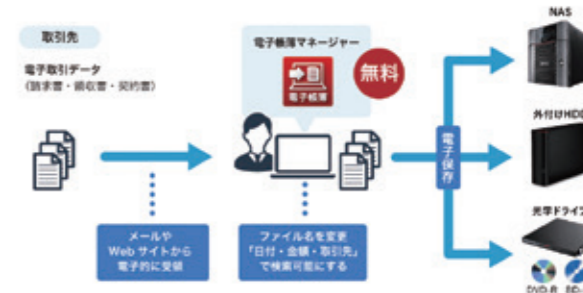 取引先
電子取引データ
（請求書・領収書・契約書）
メールや
Web サイトから
電子的に受領
電子帳簿マネージャー
電子帳簿
無料
ファイル名を変更
「日付・金額・取引先」
で検索可能にする
電子保存
NAS
外付けHDD
光学ドライブ
DVD-R